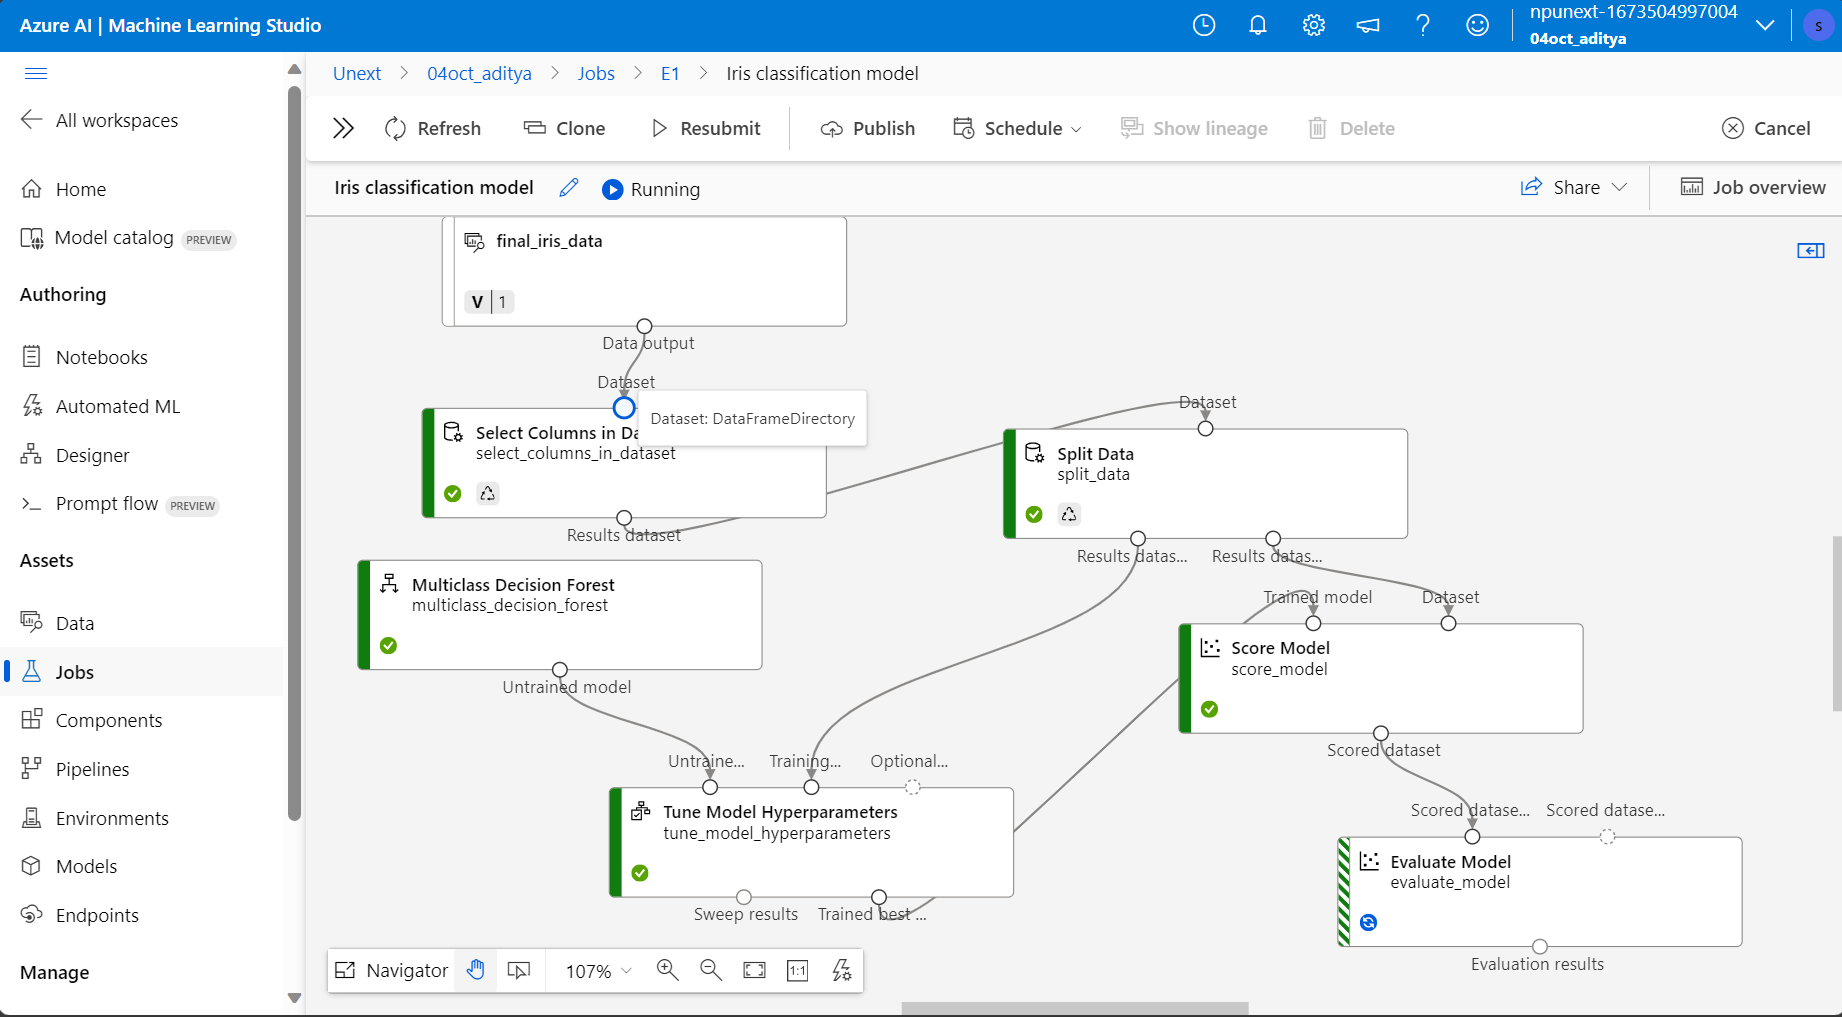 Azure AI | Machine Learning Studio
npunext-1673504997004
04oct_aditya
S
All workspaces
Home
Model catalog PREVIEW
Authoring
Notebooks
Automated ML
Designer
Prompt flow PREVIEW
Assets
Data
Jobs
Components
Pipelines
Environments
Models
Endpoints
Manage
Unext > 04oct_aditya > Jobs > E1 > Iris classification model
Refresh Clone Resubmit Publish Schedule Show lineage Delete Cancel
Iris classification model Running Share Job overview
final_iris_data
V 1
Data output
Dataset
Dataset: DataFrameDirectory
Select Columns in Da
select_columns_in_dataset
Results dataset
Dataset
Split Data
split_data
Results datas... Results datas...
Multiclass Decision Forest
multiclass_decision_forest
Untrained model
Trained model Dataset
Score Model
score_model
Scored dataset
Untraine... Training... Optional...
Tune Model Hyperparameters
tune_model_hyperparameters
Sweep results Trained best ...
Scored datase... Scored datase...
Evaluate Model
evaluate_model
Evaluation results
Navigator 107% 1:1